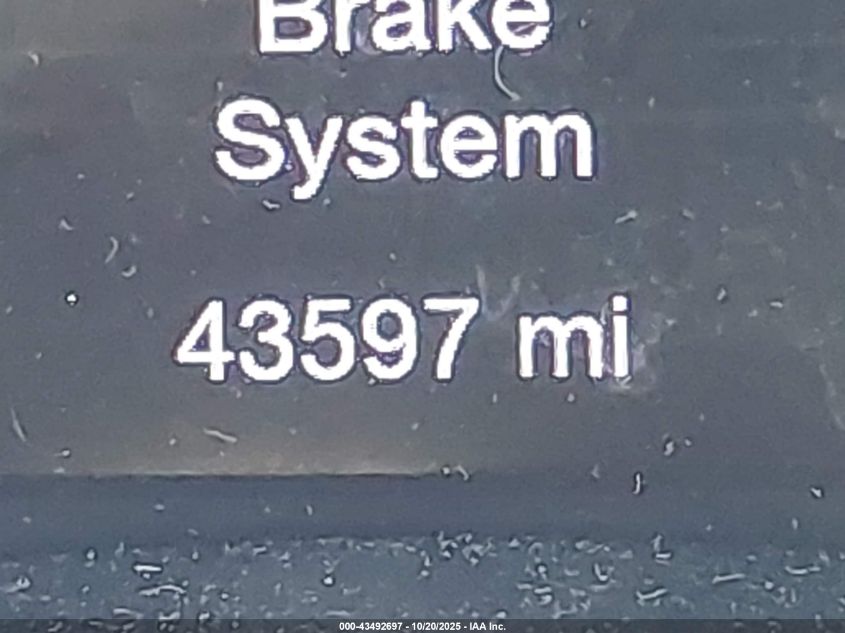 Brake
System
43597 mi
000-43492697 - 10/20/2025 - IAA Inc.